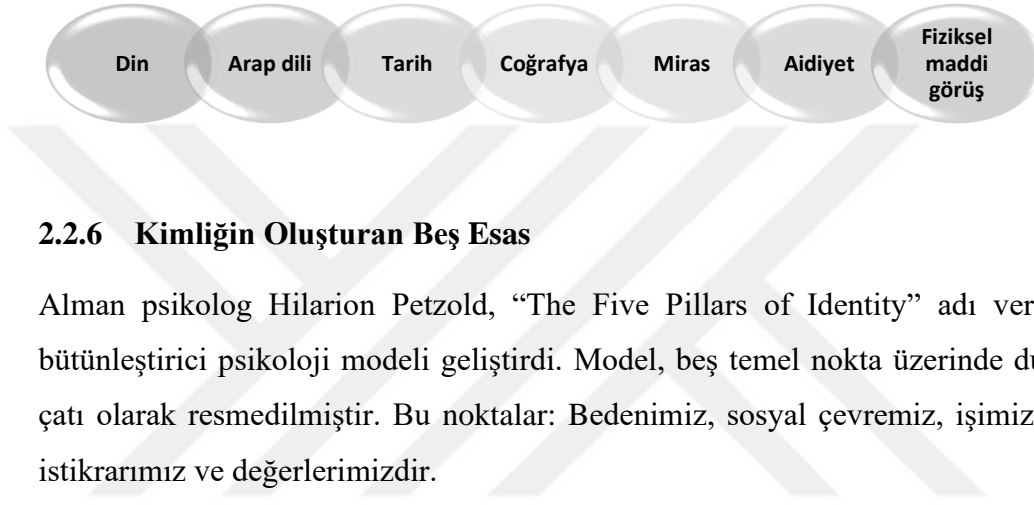 Din Arap dili Tarih Coğrafya Miras Aidiyet Fiziksel
maddi
görüş
2.2.6 Kimliğin Oluşturan Beş Esas
Alman psikolog Hilarion Petzold, “The Five Pillars of Identity” adı
bütünleştirici psikoloji modeli geliştirdi. Model, beş temel nokta üzerinde
çatı olarak resmedilmiştir. Bu noktalar: Bedenimiz, sosyal çevremiz, işimiz
istikrarımız ve değerlerimizdir.